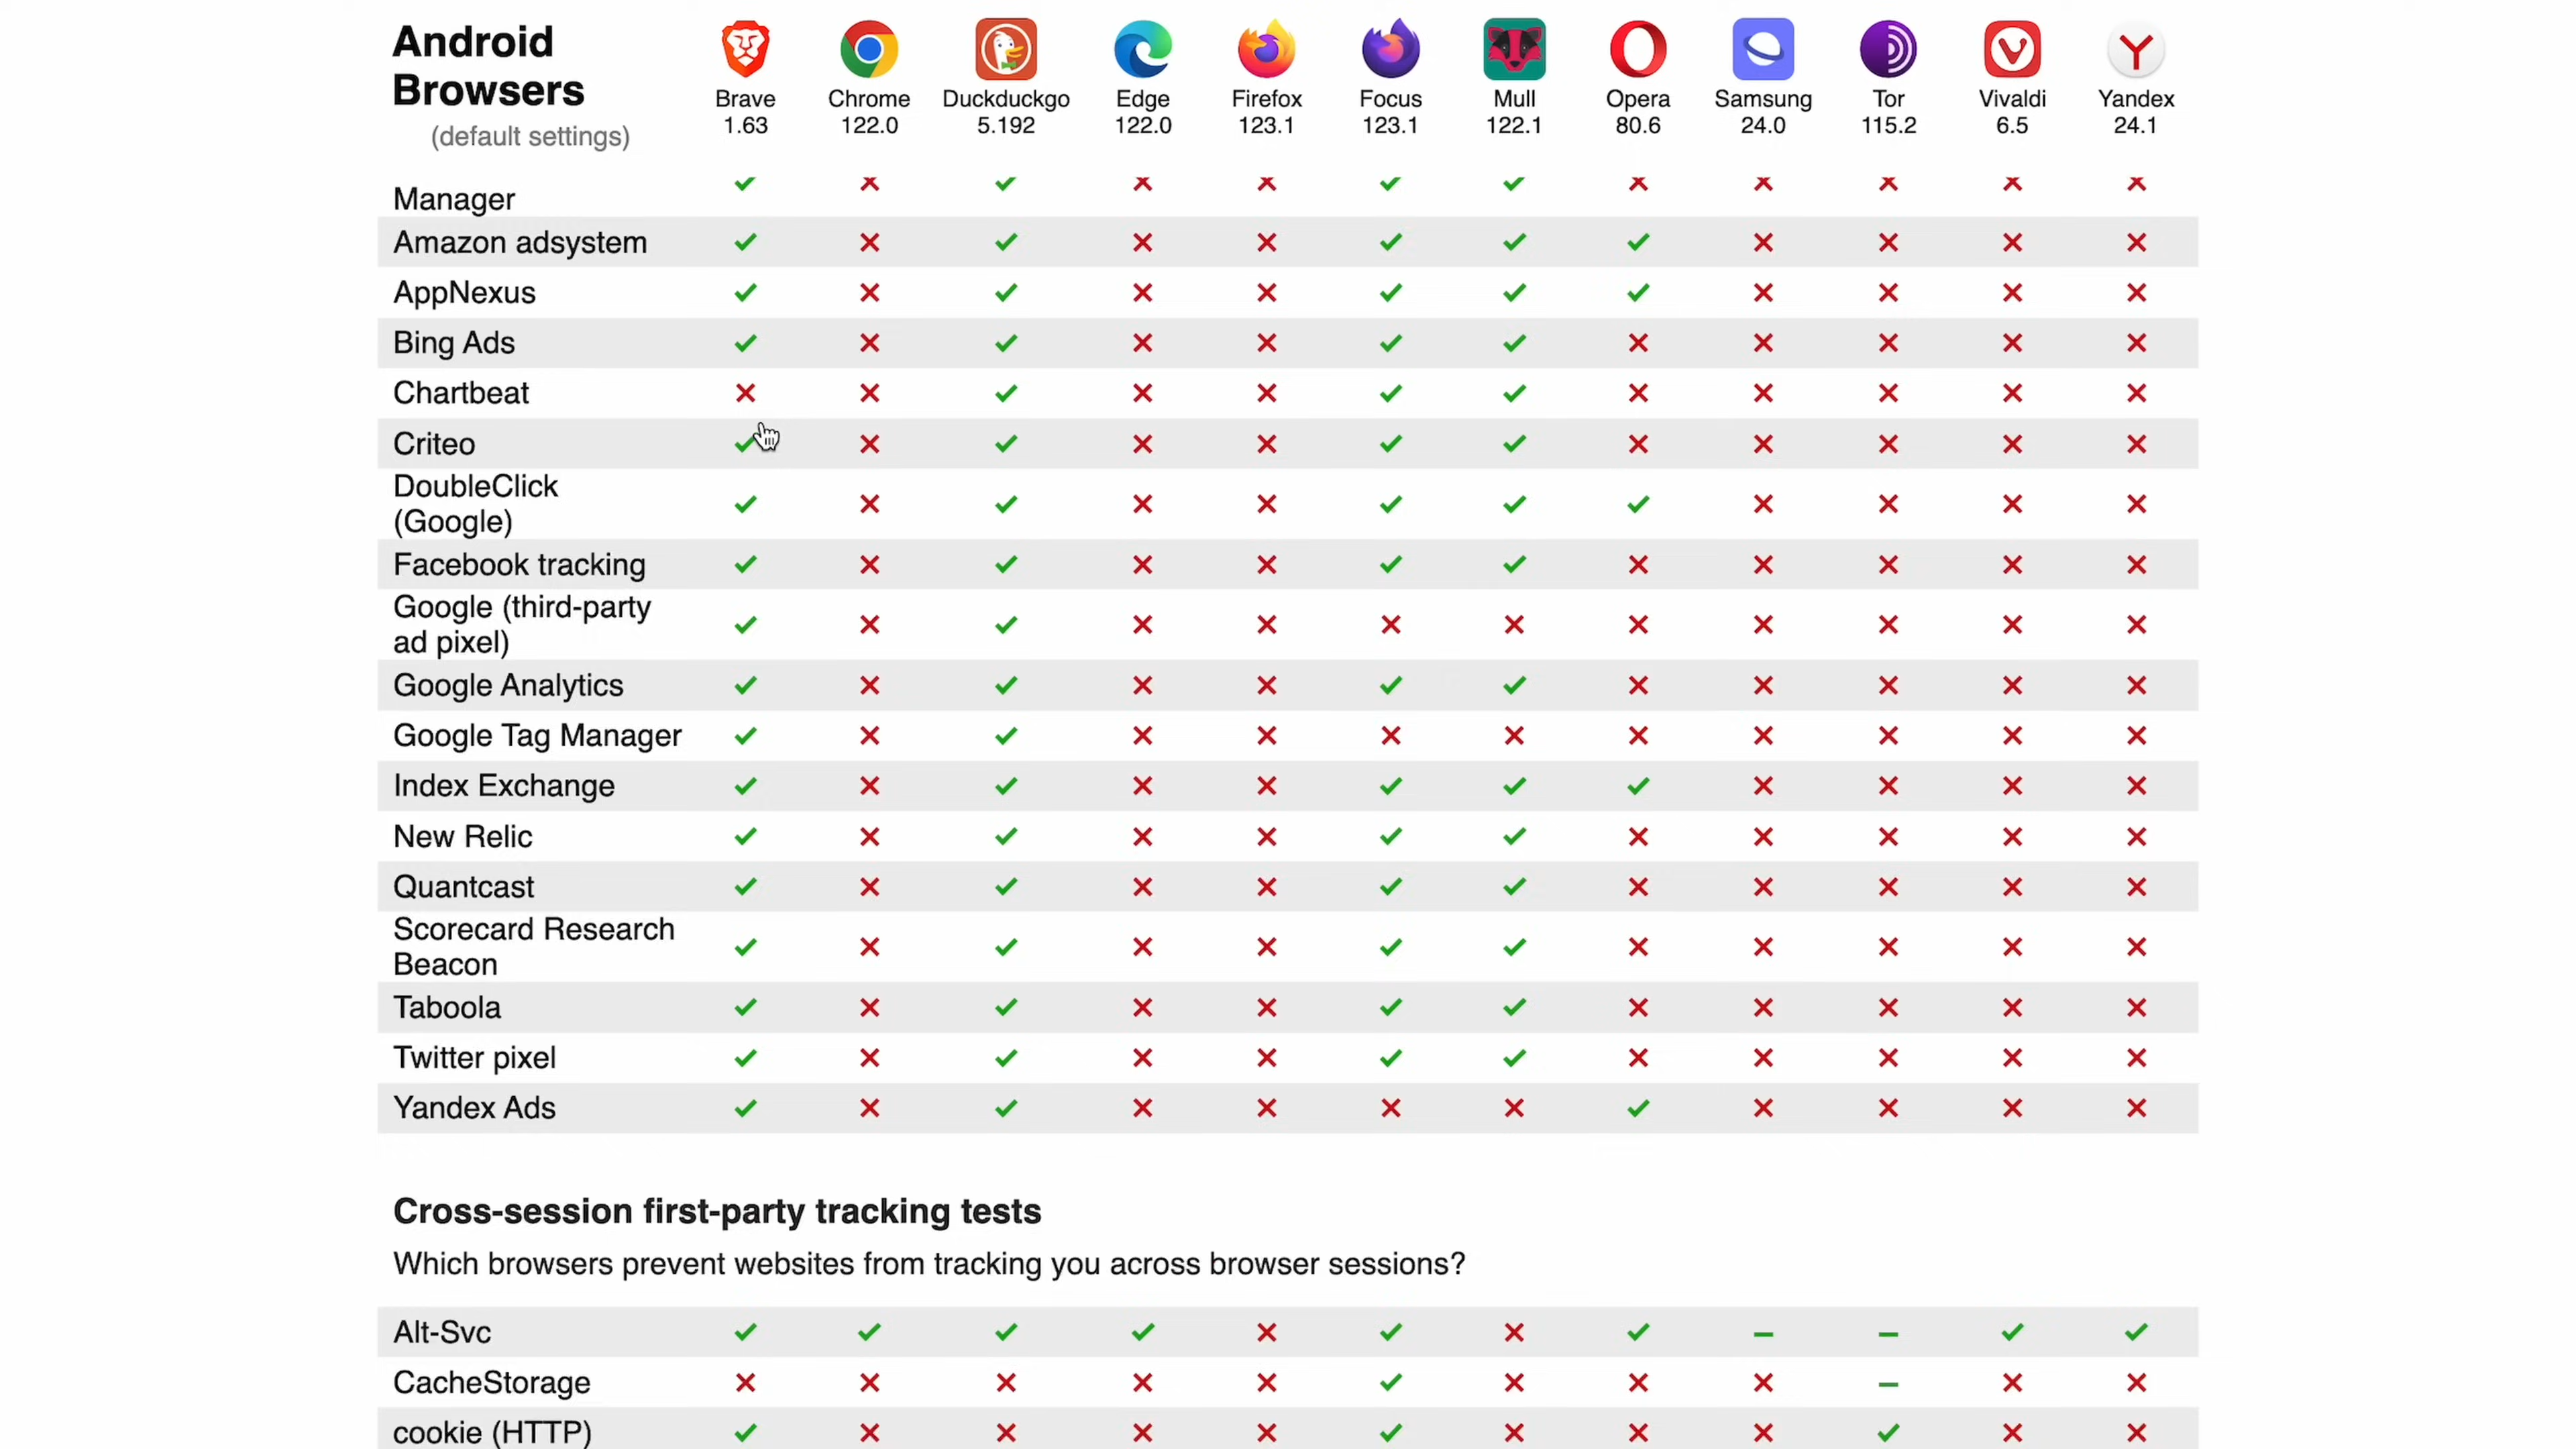 Android
Browsers
(default settings)
Brave Chrome Duckduckgo Edge Firefox Focus Mull Opera Samsung Tor Vivaldi Yandex
1.63 122.0 5.192 122.0 123.1 123.1 122.1 80.6 24.0 115.2 6.5 24.1
Manager
Amazon adsystem
AppNexus
Bing Ads
Chartbeat
Criteo
DoubleClick
(Google)
Facebook tracking
Google (third-party
ad pixel)
Google Analytics
Google Tag Manager
Index Exchange
New Relic
Quantcast
Scorecard Research
Beacon
Taboola
Twitter pixel
Yandex Ads
Cross-session first-party tracking tests
Which browsers prevent websites from tracking you across browser sessions?
Alt-Svc
CacheStorage
cookie (HTTP)